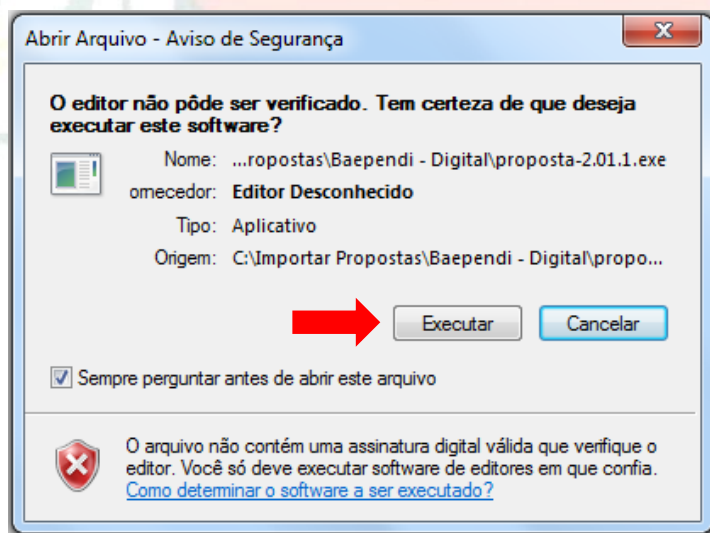 Abrir Arquivo - Aviso de Segurança
O editor não pôde ser verificado. Tem certeza de que deseja
executar este software?
Nome: ...ropostas\Baependi - Digital\proposta-2.01.1.exe
ornecedor: Editor Desconhecido
Tipo: Aplicativo
Origem: C:\Importar Propostas\Baependi - Digital\propo...
Executar Cancelar
Sempre perguntar antes de abrir este arquivo
O arquivo não contém uma assinatura digital válida que verifique o
editor. Você só deve executar software de editores em que confia.
Como determinar o software a ser executado?